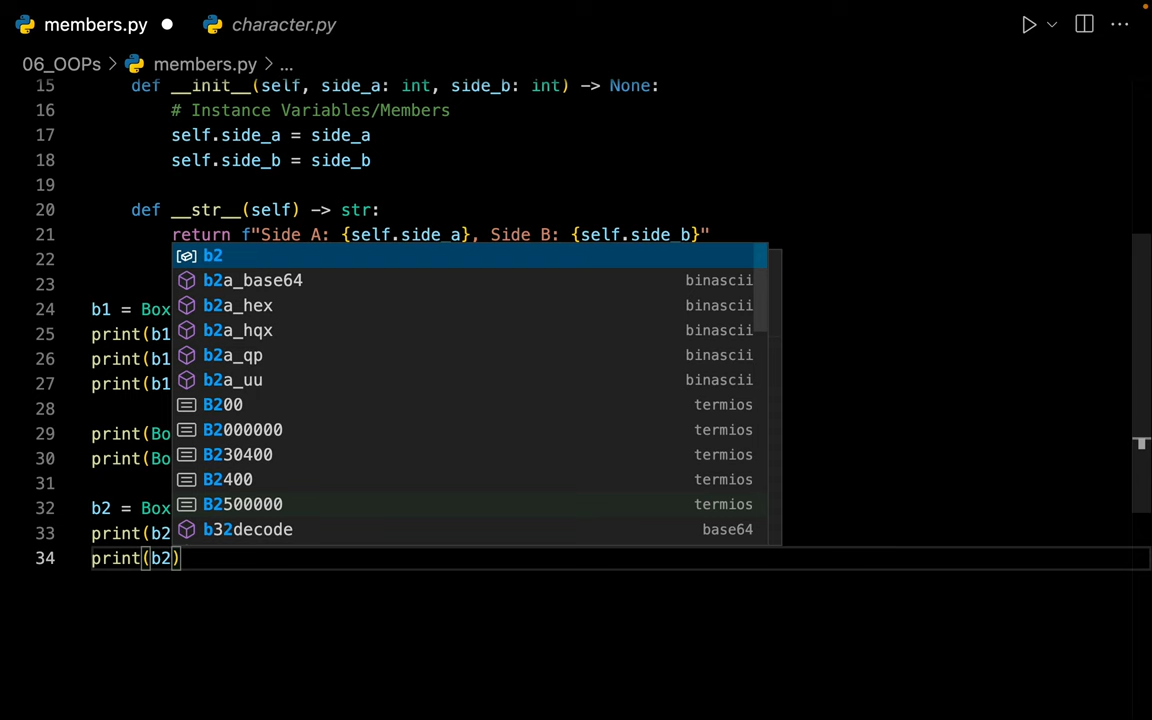 members.py
character.py
06_OOPs > members.py > ...
15 def __init__(self, side_a: int, side_b: int) -> None:
16 # Instance Variables/Members
17 self.side_a = side_a
18 self.side_b = side_b
19
20 def __str__(self) -> str:
21 return f"Side A: {self.side_a}, Side B: {self.side_b}"
22
b2
b2a_base64 binascii
23
24 b1 = Box
b2a_hex binascii
25 print(b1
b2a_hqx binascii
26 print(b1
b2a_qp binascii
27 print(b1
b2a_uu binascii
28
B200 termios
29 print(Bo
B2000000 termios
30 print(Bo
B230400 termios
31
B2400 termios
32 b2 = Box
B2500000 termios
33 print(b2
b32decode base64
34 print(b2)